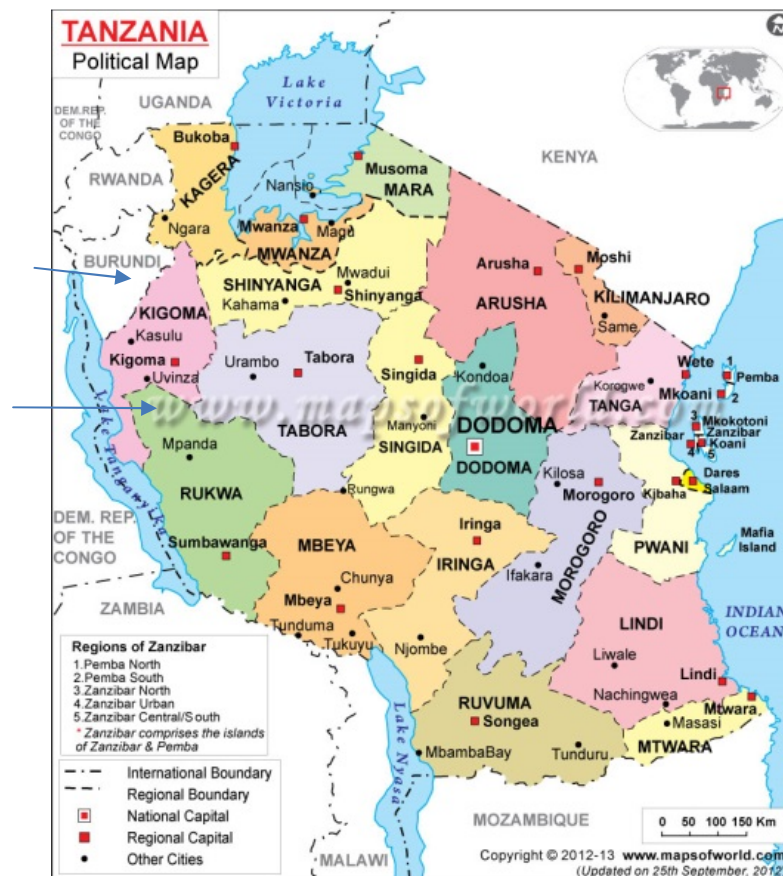 TANZANIA
Political Map
Lake
Victoria
UGANDA
DEM.REP.
OF THE
CONGO
Bukoba
KENYA
RWANDA
KAGERA
Musoma
MARA
Nansio
Ngara
Mwanza
Magu
MWANZA
BURUNDI
SHINYANGA
Mwadui
Kahama
Shinyanga
Arusha
ARUSHA
Moshi
KILIMANJARO
Same
KIGOMA
Kasulu
Kigoma
Uvinza
Urambo
Tabora
TABORA
Singida
Manyoni
SINGIDA
Kondoa
DODOMA
DODOMA
Korogwe
TANGA
Wete
1
Pemba
Mkoani
2
3
Mkokotoni
Zanzibar
Zanzibar
Koani
4
5
www.mapsofworld.com
Lake Tanganyika
Mpanda
RUKWA
Rungwa
Kilosa
Morogoro
MOROGORO
Kibaha
Dares
Salaam
PWANI
Mafia
Island
DEM. REP.
OF THE
CONGO
Sumbawanga
MBEYA
Chunya
Mbeya
Tunduma
Tukuyu
Iringa
IRINGA
Ifakara
Njombe
ZAMBIA
LINDI
Liwale
Lindi
Nachingwea
INDIAN
OCEAN
Mtwara
Masasi
MTWARA
RUVUMA
Songea
MbambaBay
Tunduru
Lake Nyasa
MOZAMBIQUE
MALAWI
Regions of Zanzibar
1.Pemba North
2.Pemba South
3.Zanzibar North
4.Zanzibar Urban
5.Zanzibar Central/South
* Zanzibar comprises the islands
of Zanzibar & Pemba
International Boundary
Regional Boundary
National Capital
Regional Capital
Other Cities
0 50 100 150 Km
Copyright © 2012-13 www.mapsofworld.com
(Updated on 25th September, 2012